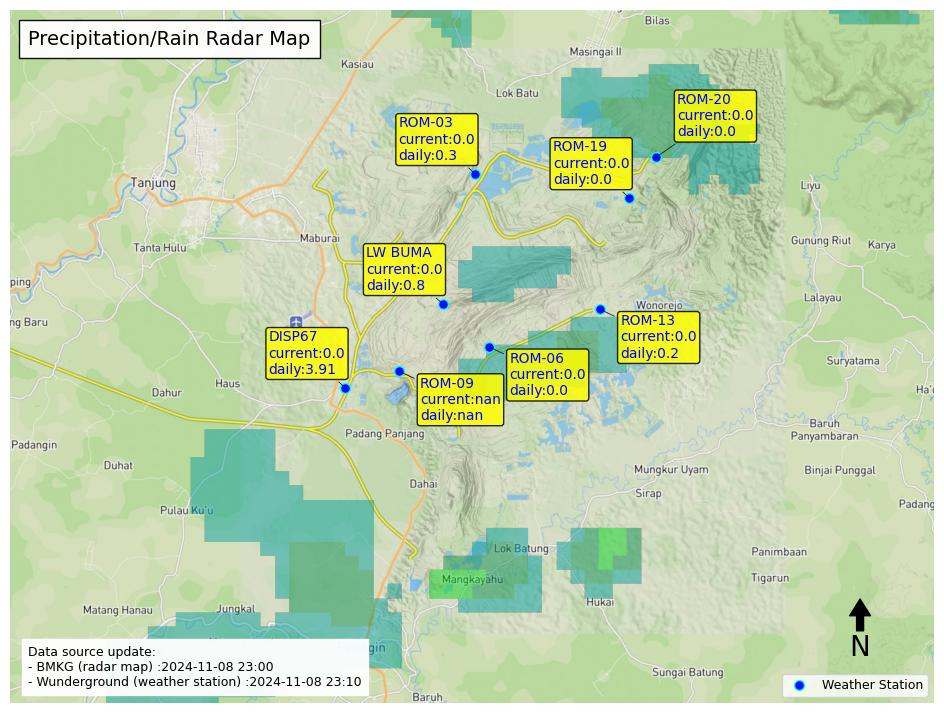 Precipitation/Rain Radar Map
Bilas
Masingai II
Kasiau
Lok Batu
ROM-20
current:0.0
daily:0.0
ROM-03
current:0.0
daily:0.3
ROM-19
current:0.0
daily:0.0
Tanjung
Liyu
Maburai
Tanta Hulu
Gunung Riut
Karya
LW BUMA
current:0.0
daily:0.8
ping
Lalayau
Wonorejo
ng Baru
ROM-13
current:0.0
daily:0.2
DISP67
current:0.0
daily:3.91
ROM-06
current:0.0
daily:0.0
Suryatama
ROM-09
current:nan
daily:nan
Haus
Dahur
Ha'o
Baruh
Panyambaran
Padang Panjang
Padangin
Duhat
Mungkur Uyam
Binjai Punggal
Dahai
Sirap
Padang
Pulau Ku'u
Lok Batung
Panimbaan
Mangkayahu
Tigarun
Hukai
Matang Hanau
Jungkal
N
gin
Data source update:
- BMKG (radar map) :2024-11-08 23:00
- Wunderground (weather station) :2024-11-08 23:10
Sungai Batung
Weather Station
Baruh